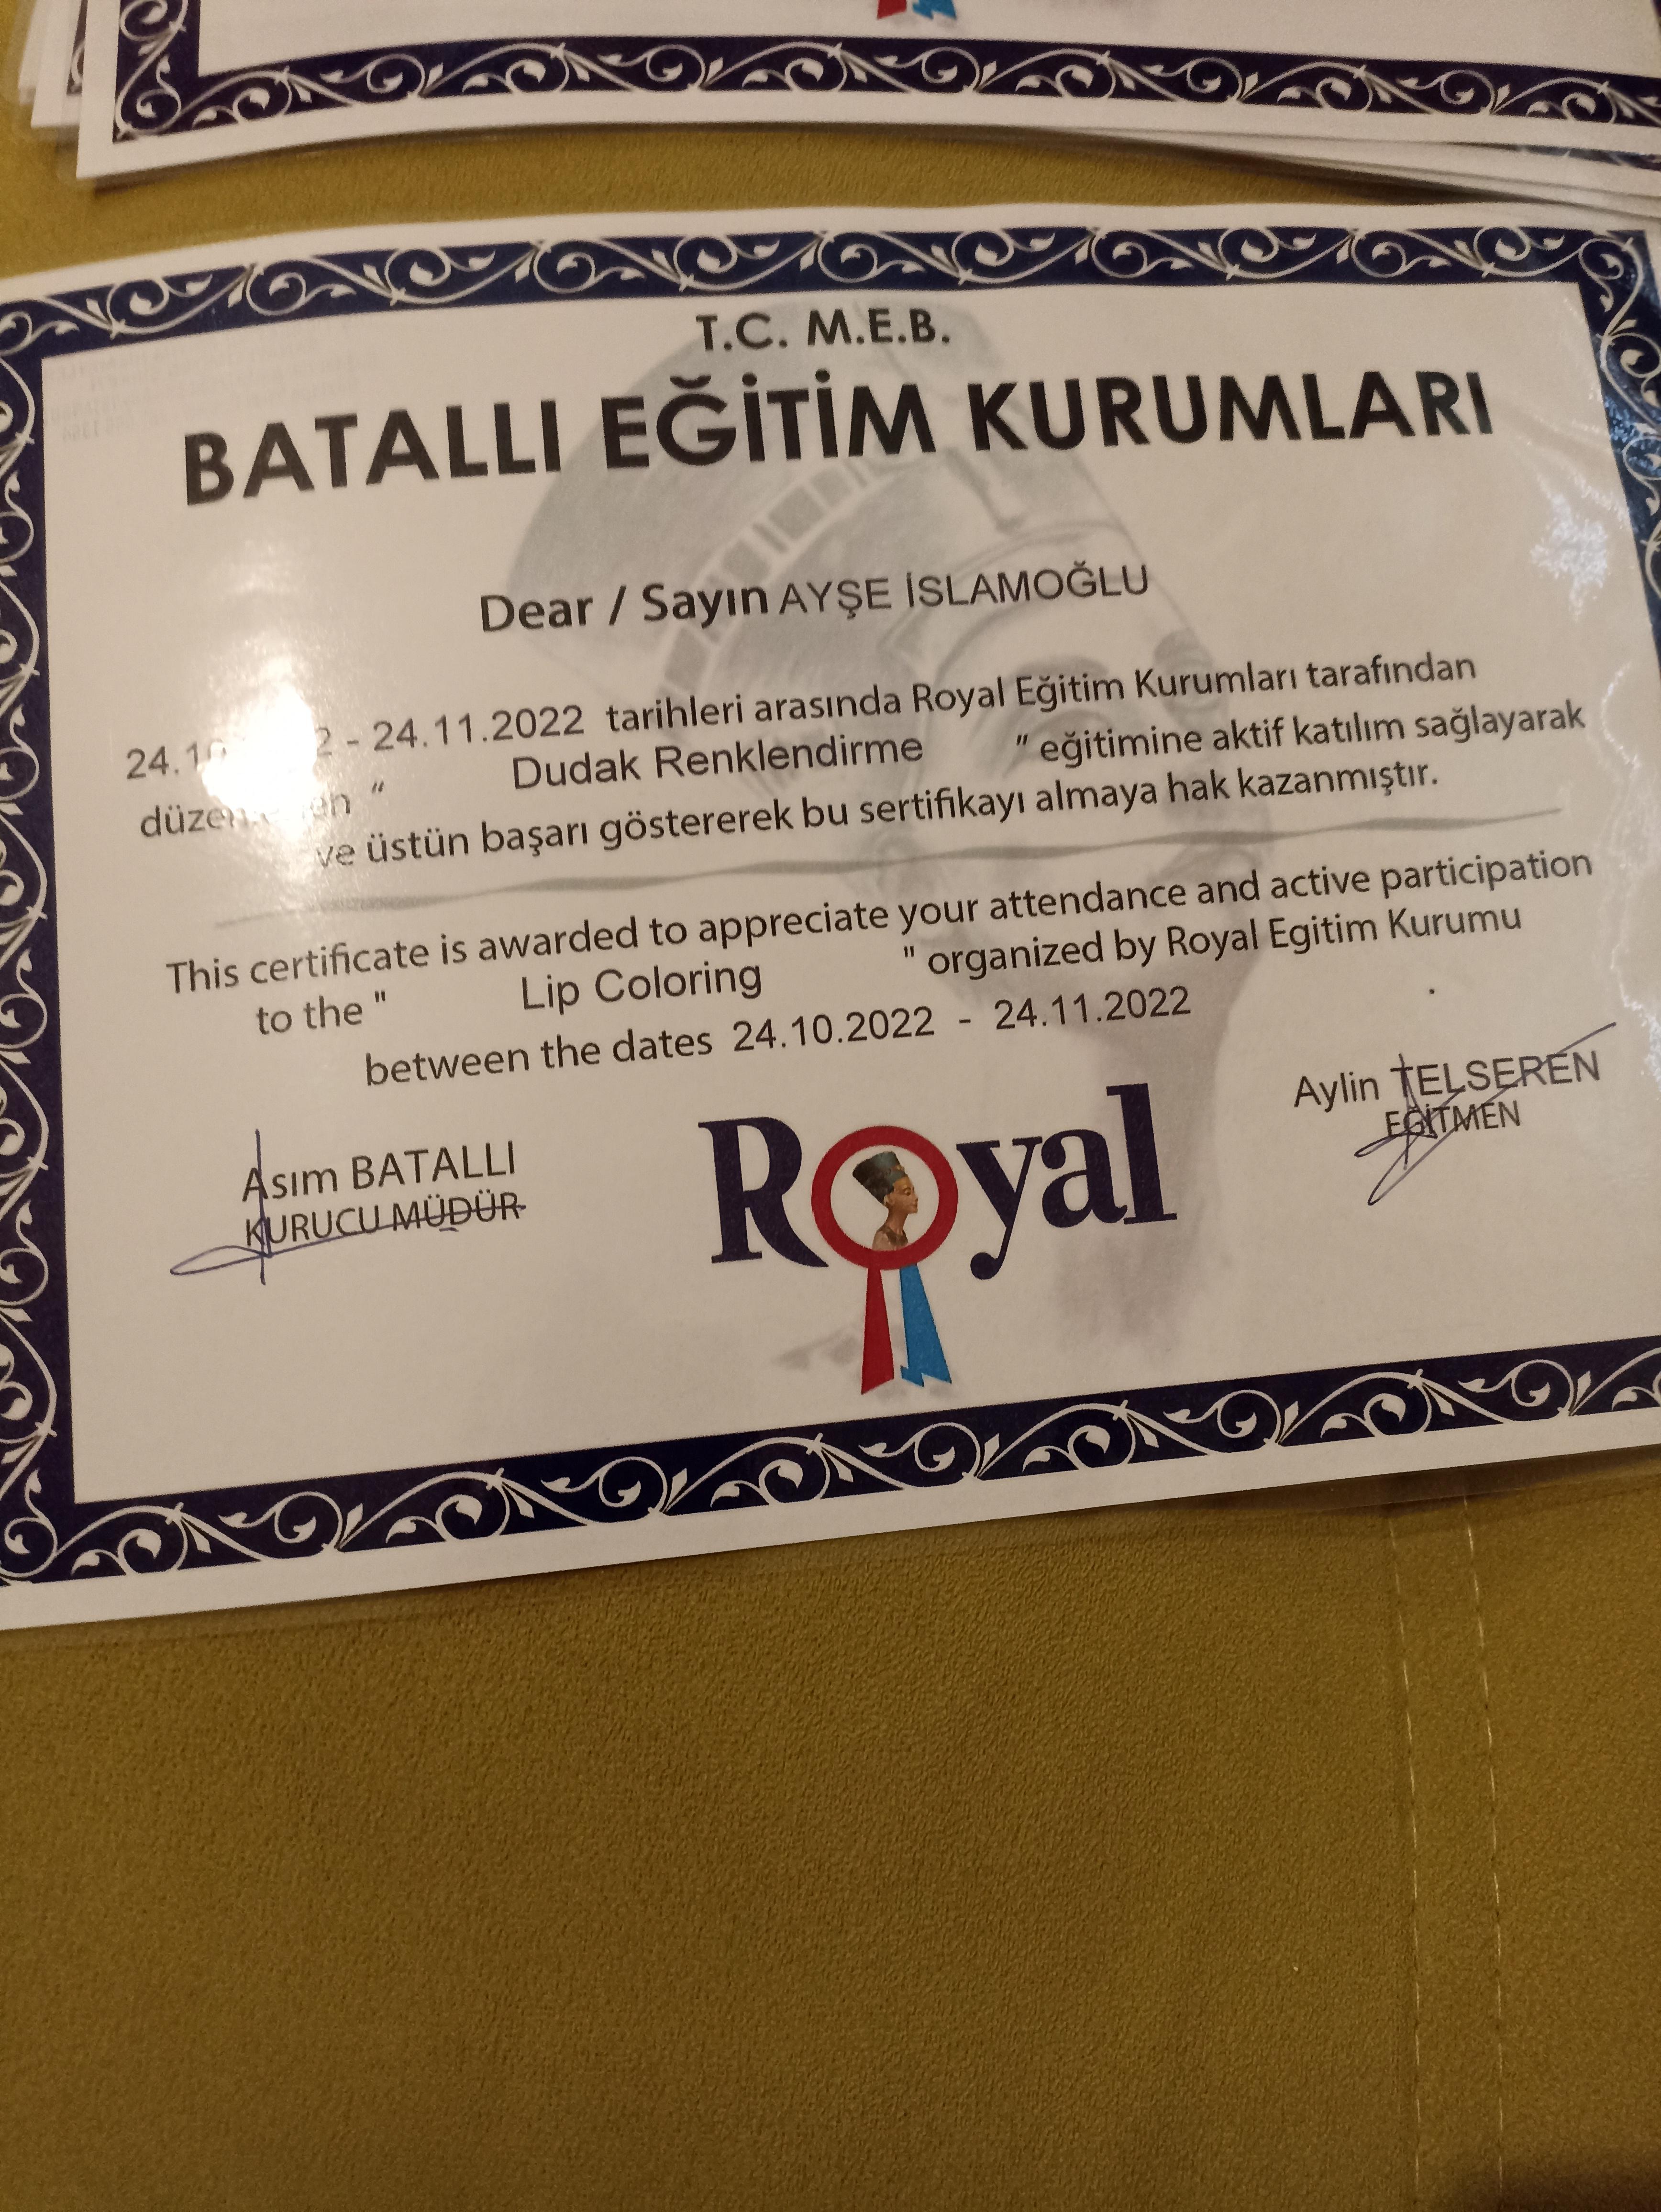 T.C. M.E.B.
BATALLI EĞİTİM KURUMLARI
Dear / Sayın AYŞE İSLAMOĞLU
- 24.11.2022 tarihleri arasında Royal Eğitim Kurumları tarafından
" Dudak Renklendirme " eğitimine aktif katılım sağlayarak
ve üstün başarı göstererek bu sertifikayı almaya hak kazanmıştır.
This certificate is awarded to appreciate your attendance and active participation
to the " Lip Coloring " organized by Royal Egitim Kurumu
between the dates 24.10.2022 - 24.11.2022
Asım BATALLI
KURUCU MÜDÜR
Royal
Aylin TELSEREN
EĞİTMEN